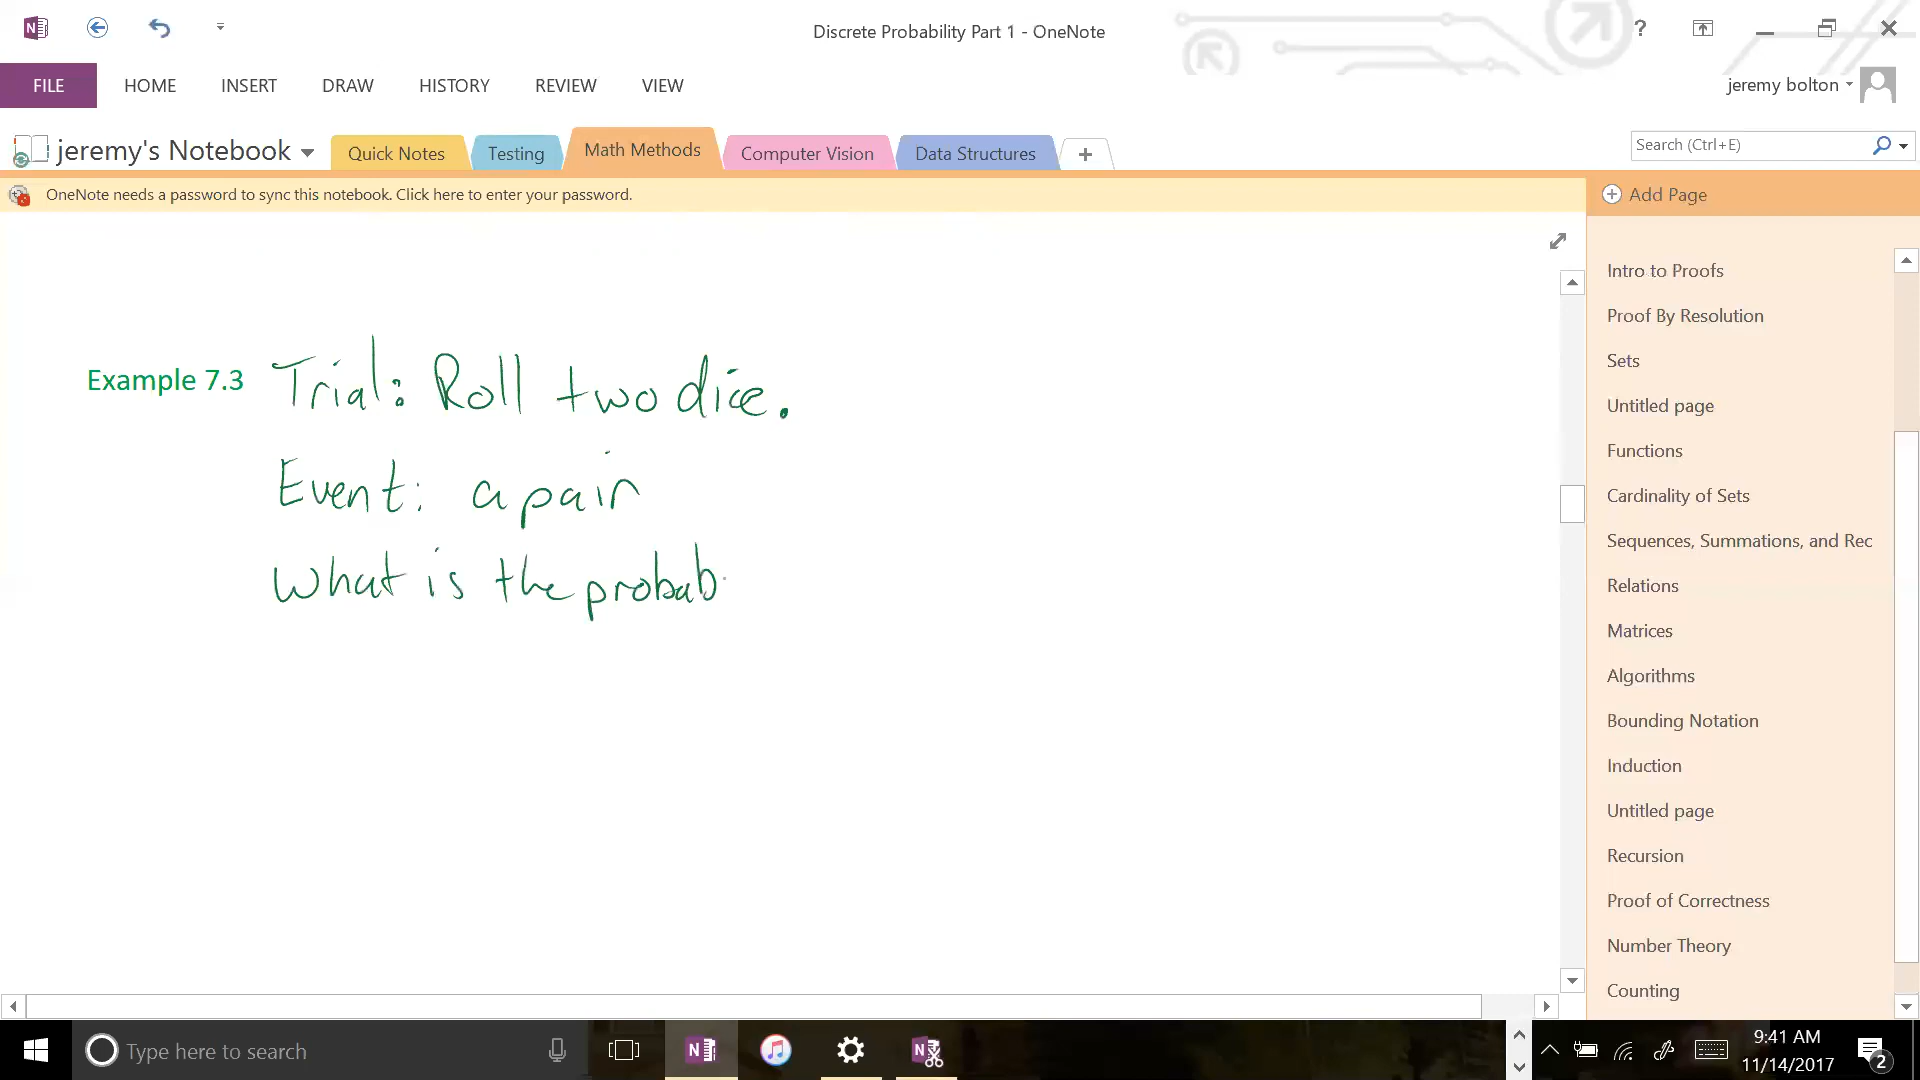 Discrete Probability Part 1 - OneNote
?
FILE HOME INSERT DRAW HISTORY REVIEW VIEW
jeremy bolton
jeremy's Notebook
Quick Notes
Testing
Math Methods
Computer Vision
Data Structures
Search (Ctrl+E)
OneNote needs a password to sync this notebook. Click here to enter your password.
Add Page
Example 7.3 Trial: Roll two dice.
Event: a pair
What is the probab
Intro to Proofs
Proof By Resolution
Sets
Untitled page
Functions
Cardinality of Sets
Sequences, Summations, and Rec
Relations
Matrices
Algorithms
Bounding Notation
Induction
Untitled page
Recursion
Proof of Correctness
Number Theory
Counting
Type here to search
9:41 AM
11/14/2017
2